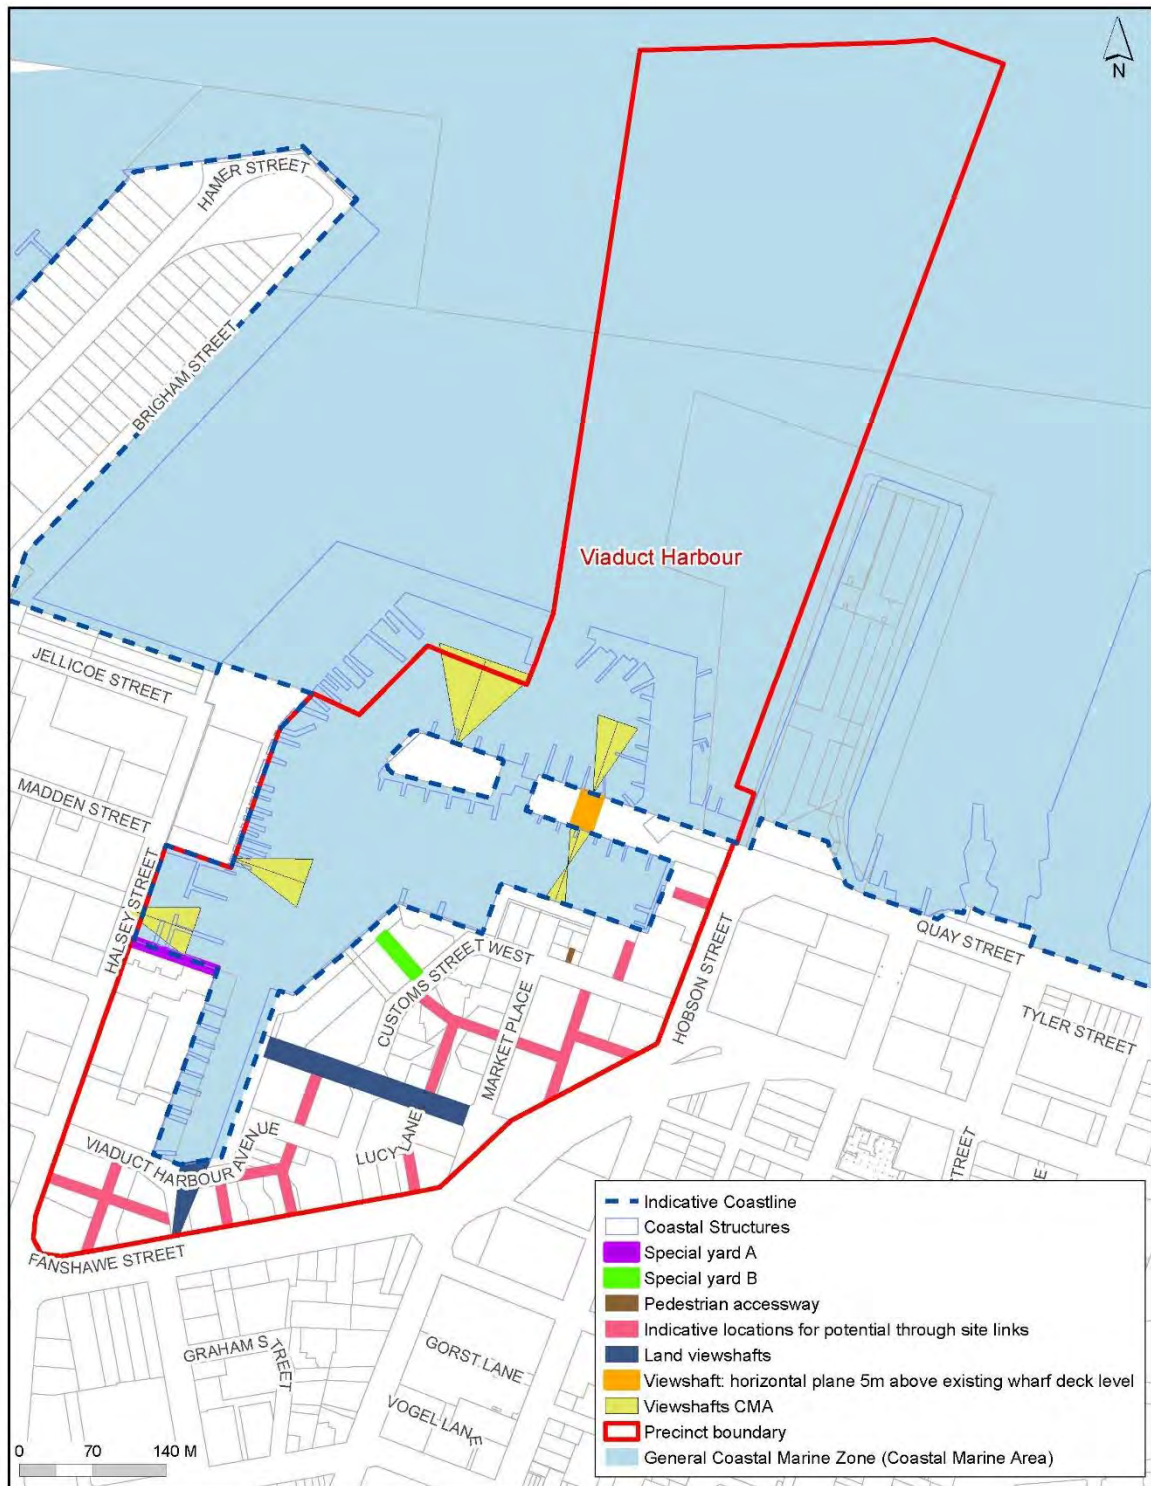 N
HAMER STREET
BRIGHAM STREET
Viaduct Harbour
JELLICOE STREET
MADDEN STREET
HALSEY STREET
QUAY STREET
CUSTOMS STREET WEST
HOBSON STREET
TYLER STREET
MARKET PLACE
LUCY LANE
VIADUCT HARBOUR AVENUE
STREET
FANSHAWE STREET
GRAHAM STREET
GORST LANE
VOGEL LANE
Indicative Coastline
Coastal Structures
Special yard A
Special yard B
Pedestrian accessway
Indicative locations for potential through site links
Land viewshafts
Viewshaft: horizontal plane 5m above existing wharf deck level
Viewshafts CMA
Precinct boundary
General Coastal Marine Zone (Coastal Marine Area)
0 70 140 M